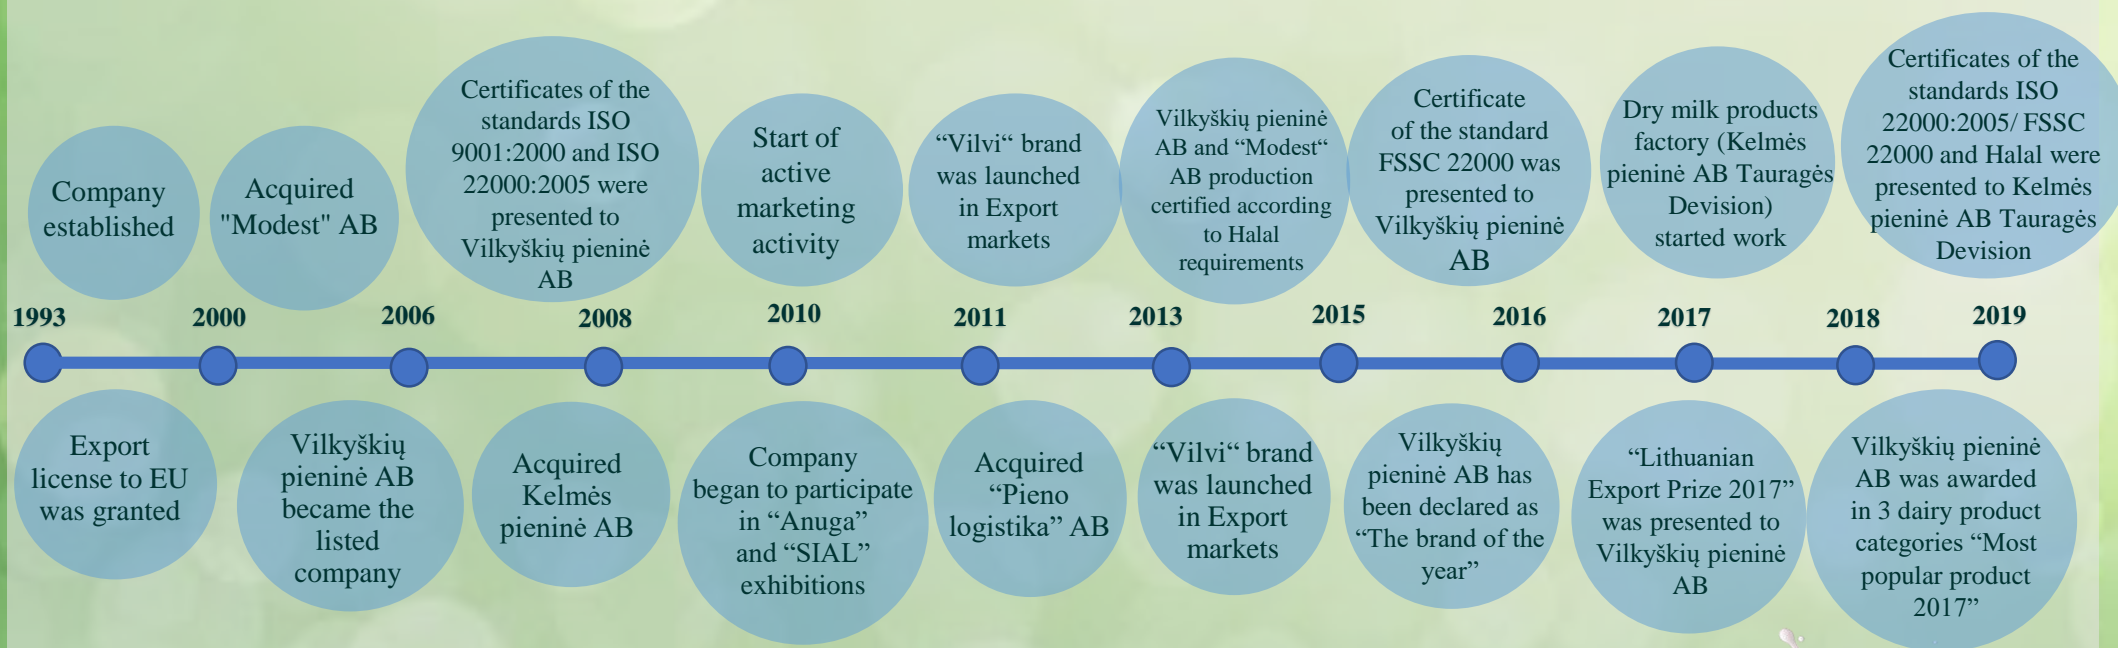 Company
established
Acquired
"Modest" AB
Certificates of the
standards ISO
9001:2000 and ISO
22000:2005 were
presented to
Vilkyškių pieninė
AB
Start of
active
marketing
activity
“Vilvi“ brand
was launched
in Export
markets
Vilkyškių pieninė
AB and “Modest“
AB production
certified according
to Halal
requirements
Certificate
of the standard
FSSC 22000 was
presented to
Vilkyškių pieninė
AB
Dry milk products
factory (Kelmės
pieninė AB Tauragės
Devision)
started work
Certificates of the
standards ISO
22000:2005/ FSSC
22000 and Halal were
presented to Kelmės
pieninė AB Tauragės
Devision
1993
2000
2006
2008
2010
2011
2013
2015
2016
2017
2018
2019
Export
license to EU
was granted
Vilkyškių
pieninė AB
became the
listed
company
Acquired
Kelmės
pieninė AB
Company
began to participate
in “Anuga”
and “SIAL”
exhibitions
Acquired
“Pieno
logistika” AB
“Vilvi“ brand
was launched
in Export
markets
Vilkyškių
pieninė AB has
been declared as
“The brand of the
year”
“Lithuanian
Export Prize 2017”
was presented to
Vilkyškių pieninė
AB
Vilkyškių pieninė
AB was awarded
in 3 dairy product
categories “Most
popular product
2017”